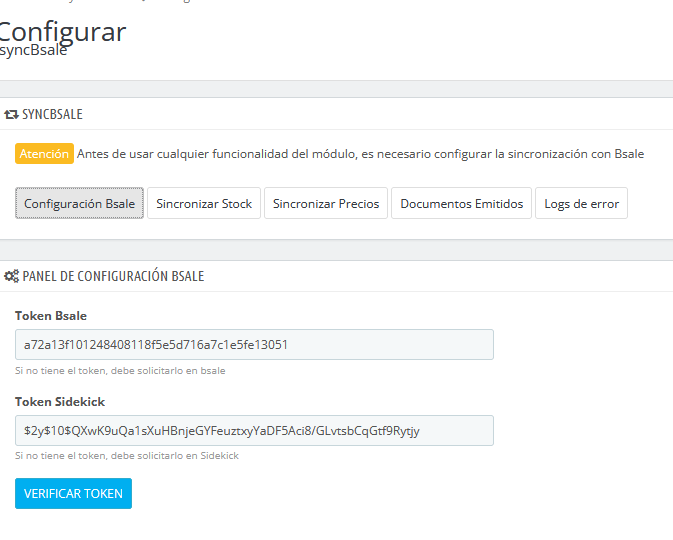 Configurar
syncBsale
SYNCBSALE
Atención Antes de usar cualquier funcionalidad del módulo, es necesario configurar la sincronización con Bsale
Configuración Bsale Sincronizar Stock Sincronizar Precios Documentos Emitidos Logs de error
PANEL DE CONFIGURACIÓN BSALE
Token Bsale
a72a13f101248408118f5e5d716a7c1e5fe13051
Si no tiene el token, debe solicitarlo en bsale
Token Sidekick
$2y$10$QXwK9uQa1sXuHBnjeGYFeuztxyYaDF5Aci8/GLvtsbCqGtf9Rytjy
Si no tiene el token, debe solicitarlo en Sidekick
VERIFICAR TOKEN